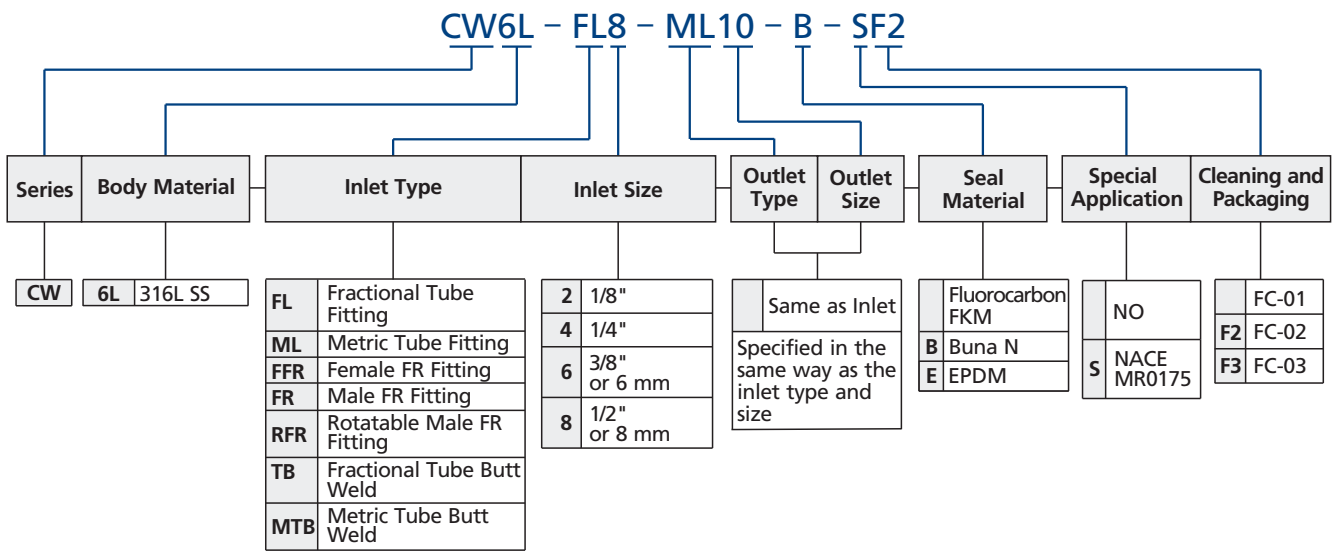 CW6L – FL8 – ML10 – B – SF2
Series
Body Material
Inlet Type
Inlet Size
Outlet
Type
Outlet
Size
Seal
Material
Special
Application
Cleaning and
Packaging
CW
6L 316L SS
FL Fractional Tube
Fitting
ML Metric Tube Fitting
FFR Female FR Fitting
FR Male FR Fitting
RFR Rotatable Male FR
Fitting
TB Fractional Tube Butt
Weld
MTB Metric Tube Butt
Weld
2 1/8"
4 1/4"
6 3/8"
or 6 mm
8 1/2"
or 8 mm
Same as Inlet
Specified in the
same way as the
inlet type and
size
Fluorocarbon
FKM
B Buna N
E EPDM
NO
S NACE
MR0175
FC-01
F2 FC-02
F3 FC-03